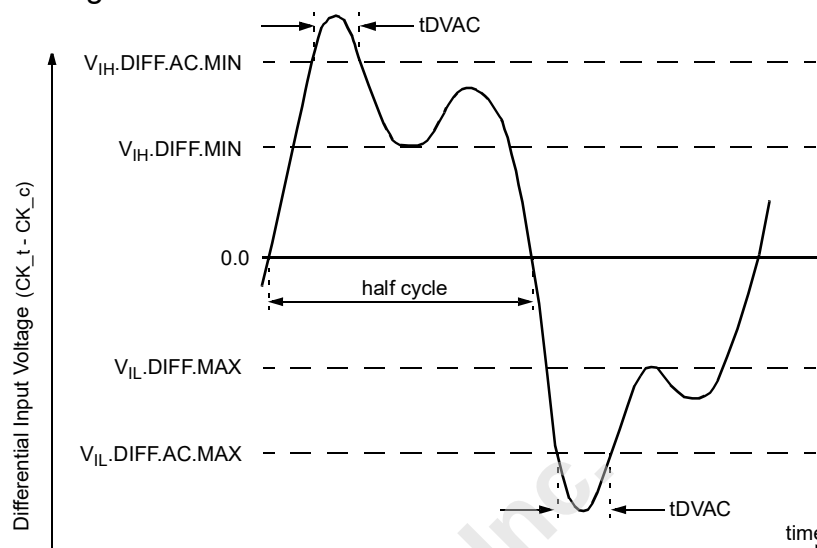 tDVAC
VIH.DIFF.AC.MIN
VIH.DIFF.MIN
0.0
half cycle
VIL.DIFF.MAX
VIL.DIFF.AC.MAX
tDVAC
time
Differential Input Voltage (CK_t - CK_c)
Inc.